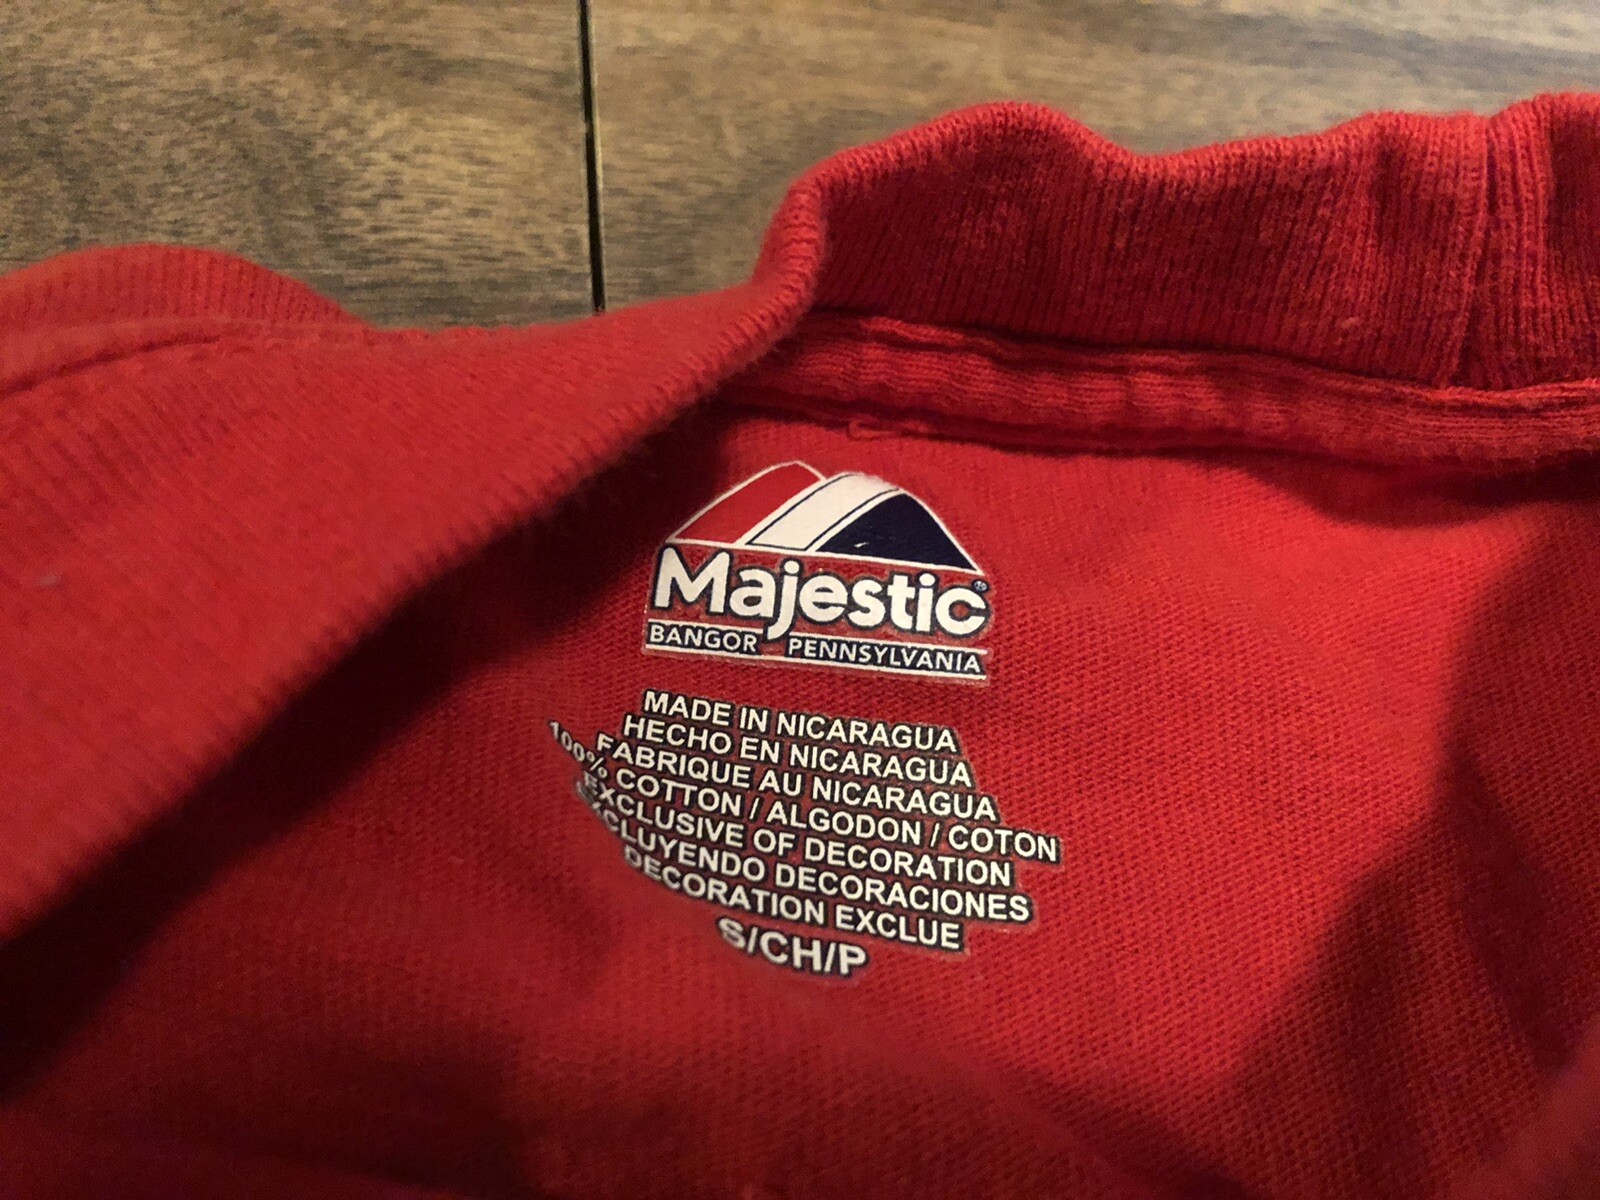 Majestic®
BANGOR PENNSYLVANIA
MADE IN NICARAGUA
HECHO EN NICARAGUA
FABRIQUE AU NICARAGUA
100% COTTON / ALGODON / COTON
EXCLUSIVE OF DECORATION
EXCLUYENDO DECORACIONES
DECORATION EXCLUE
S/CH/P